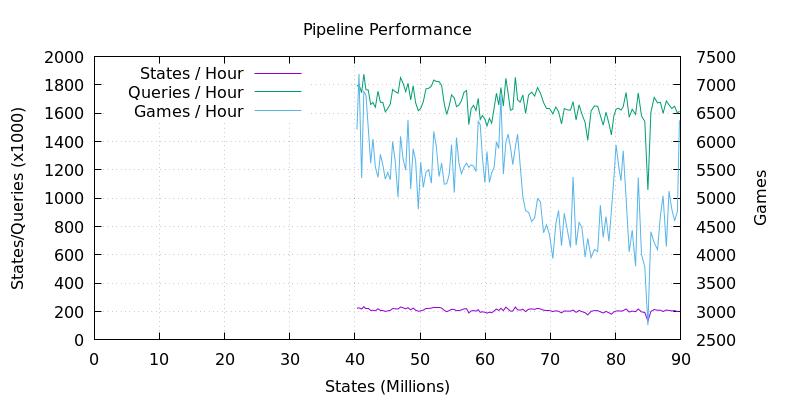 Pipeline Performance
States / Hour
Queries / Hour
Games / Hour
States/Queries (x1000)
2000
1800
1600
1400
1200
1000
800
600
400
200
0
7500
7000
6500
6000
5500
5000
4500
4000
3500
3000
2500
Games
0 10 20 30 40 50 60 70 80 90
States (Millions)